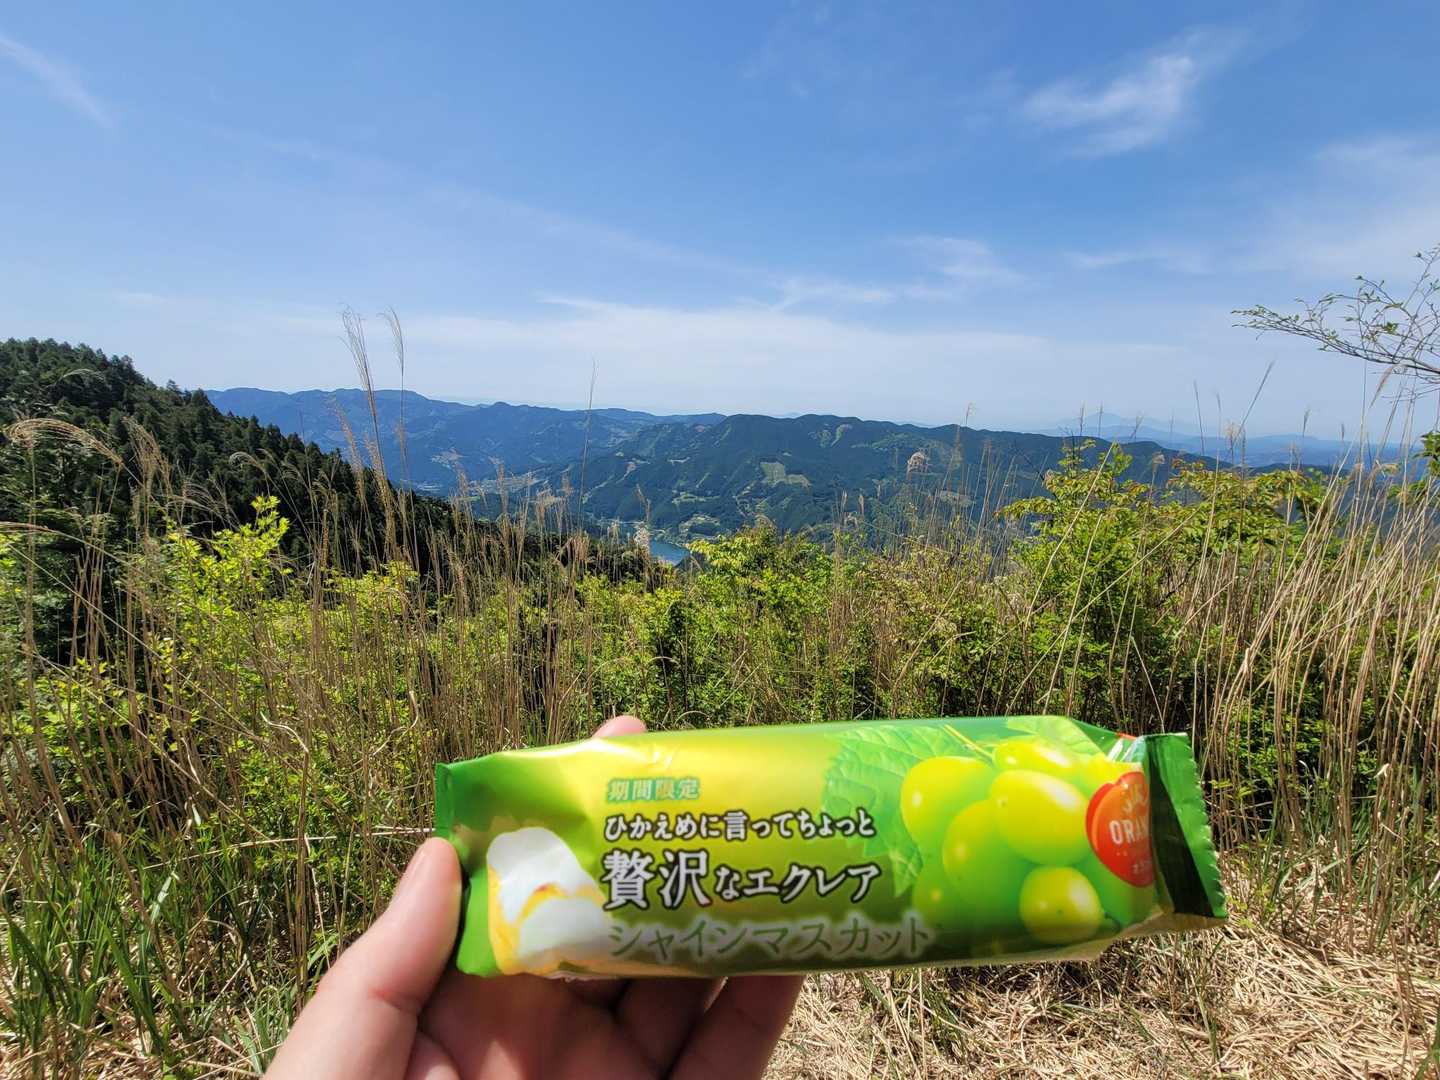 期間限定
ひかえめに言ってちょっと
贅沢なエクレア
シャインマスカット